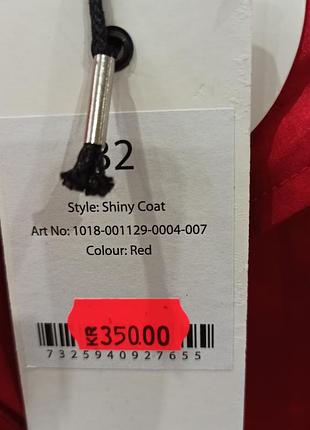 32
Style: Shiny Coat
Art No: 1018-001129-0004-007
Colour: Red
KR 350.00
7325940927655